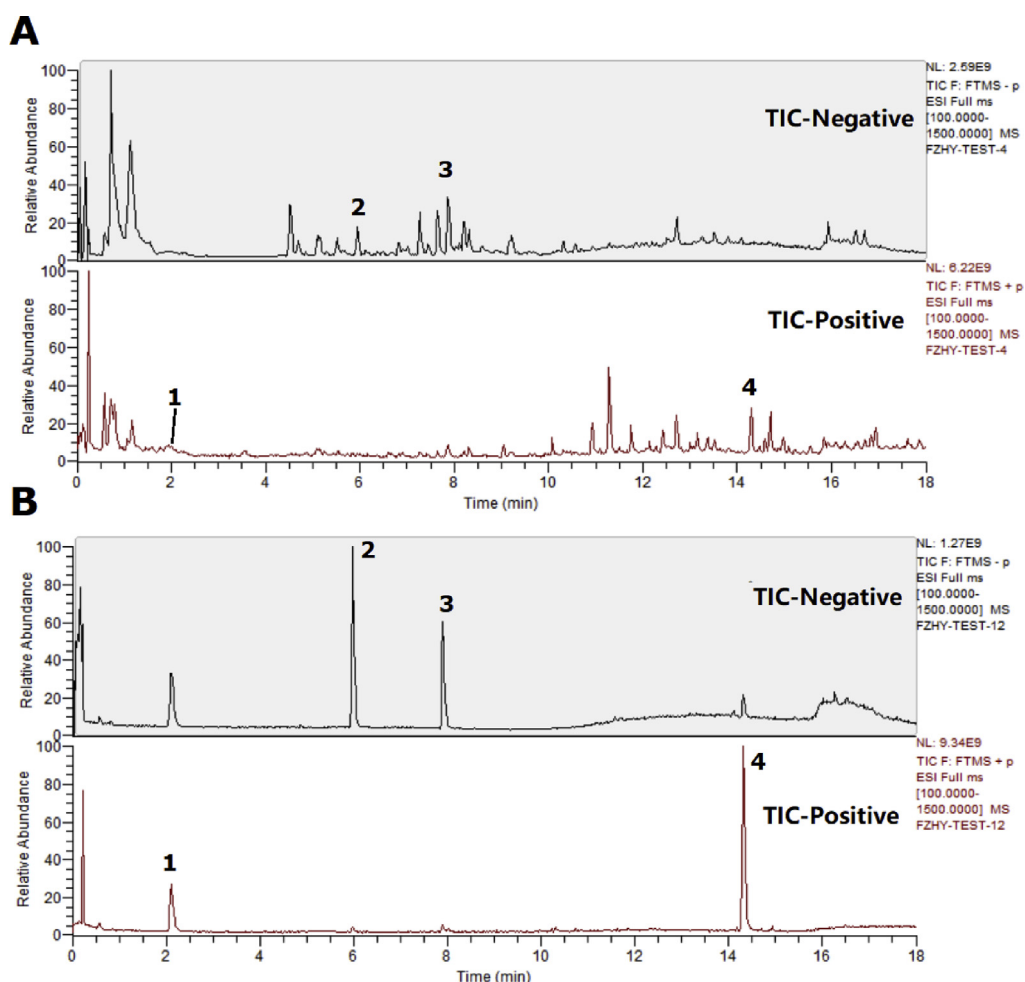 A
Relative Abundance
100
80
60
40
20
0
2
3
TIC-Negative
NL: 2.59E9
TIC F: FTMS - p
ESI Full ms
[100.0000-
1500.0000] MS
FZHY-TEST-4
Relative Abundance
100
80
60
40
20
0
1
4
TIC-Positive
NL: 6.22E9
TIC F: FTMS + p
ESI Full ms
[100.0000-
1500.0000] MS
FZHY-TEST-4
0 2 4 6 8 10 12 14 16 18
Time (min)
B
Relative Abundance
100
80
60
40
20
0
2
3
TIC-Negative
NL: 1.27E9
TIC F: FTMS - p
ESI Full ms
[100.0000-
1500.0000] MS
FZHY-TEST-12
Relative Abundance
100
80
60
40
20
0
1
4
TIC-Positive
NL: 9.34E9
TIC F: FTMS + p
ESI Full ms
[100.0000-
1500.0000] MS
FZHY-TEST-12
0 2 4 6 8 10 12 14 16 18
Time (min)